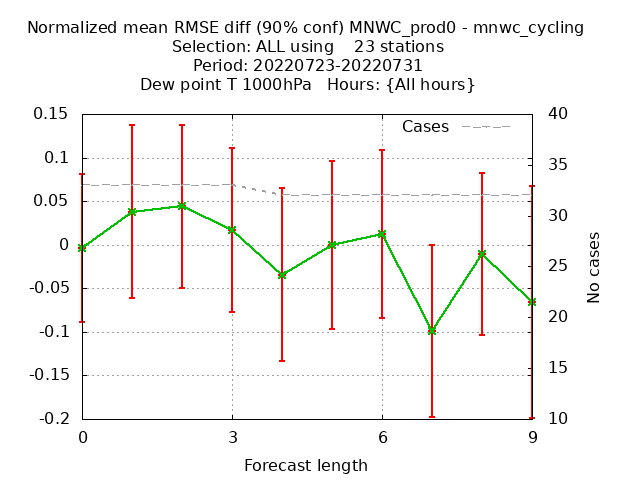 Normalized mean RMSE diff (90% conf) MNWC_prod0 - mnwc_cycling
Selection: ALL using    23 stations
Period: 20220723-20220731
Dew point T 1000hPa   Hours: {All hours}
Cases
0.15
0.1
0.05
0
-0.05
-0.1
-0.15
-0.2
40
35
30
25
20
15
10
No cases
0 3 6 9
Forecast length